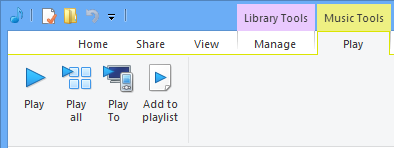 Library Tools Music Tools
Home Share View Manage Play
Play Play all Play To Add to playlist